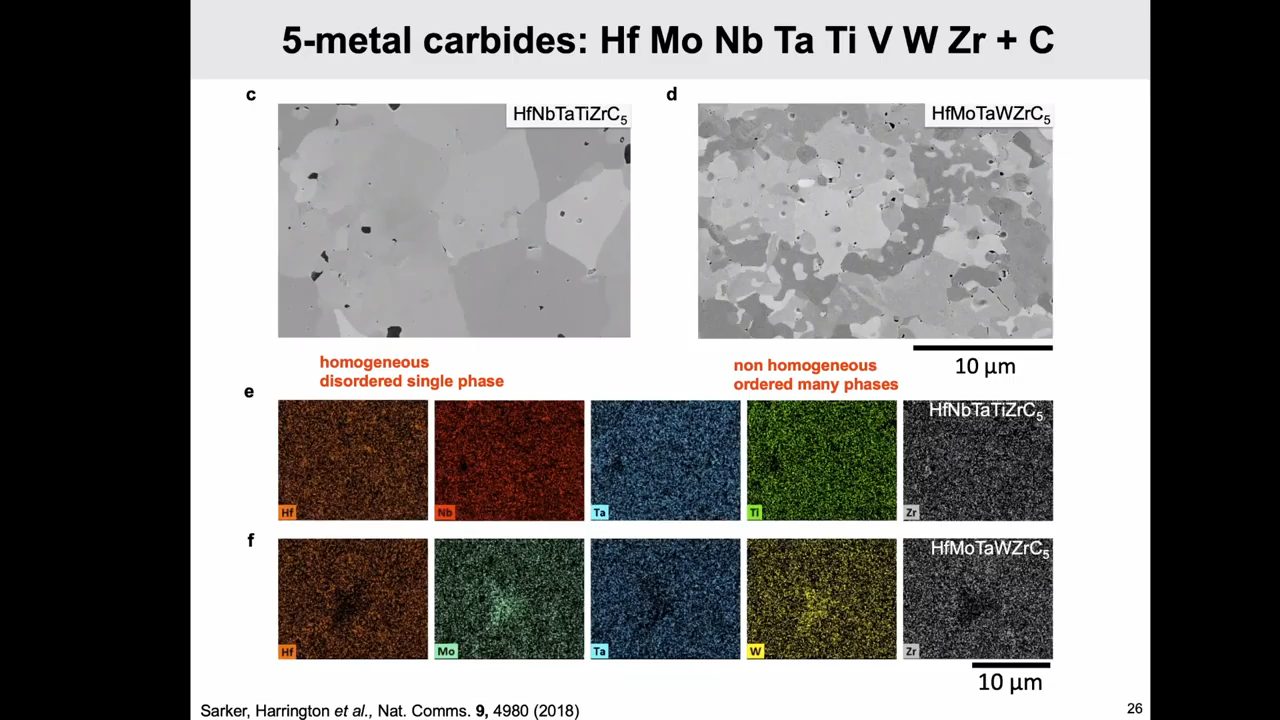 5-metal carbides: Hf Mo Nb Ta Ti V W Zr + C
c
HfNbTaTiZrC5
d
HfMoTaWZrC5
10 μm
homogeneous
disordered single phase
non homogeneous
ordered many phases
e
HfNbTaTiZrC5
Hf
Nb
Ta
Ti
Zr
f
HfMoTaWZrC5
Hf
Mo
Ta
W
Zr
10 μm
Sarker, Harrington et al., Nat. Comms. 9, 4980 (2018)
26